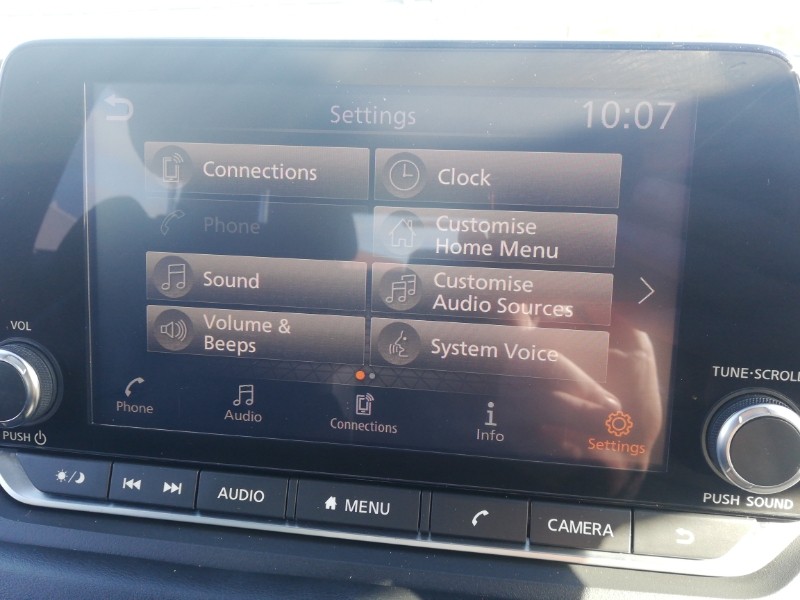 Settings
10:07
Connections
Clock
Phone
Customise
Home Menu
Sound
Customise
Audio Sources
Volume &
Beeps
System Voice
Phone
Audio
Connections
Info
Settings
VOL
PUSH
TUNE·SCROLL
PUSH SOUND
AUDIO
MENU
CAMERA